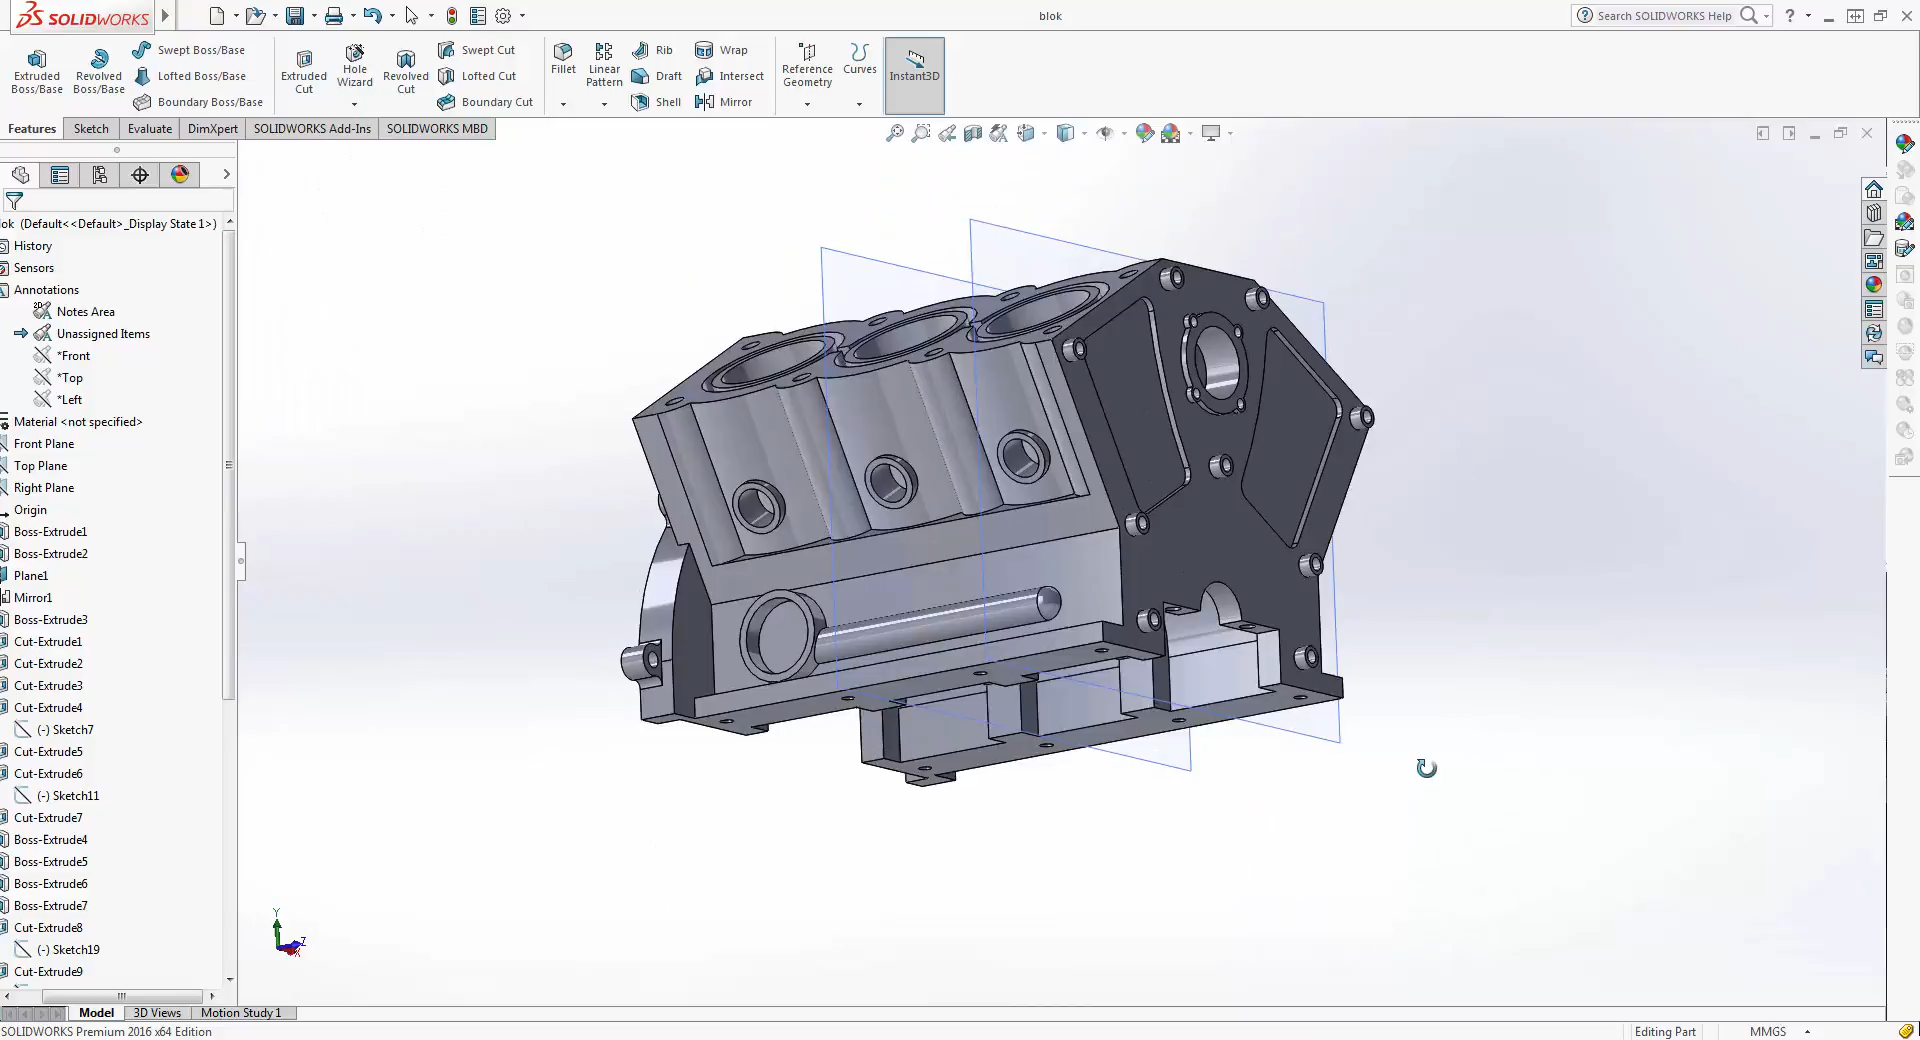 SOLIDWORKS
blok
Search SOLIDWORKS Help
Extruded Boss/Base
Revolved Boss/Base
Swept Boss/Base
Lofted Boss/Base
Boundary Boss/Base
Extruded Cut
Hole Wizard
Revolved Cut
Swept Cut
Lofted Cut
Boundary Cut
Fillet
Linear Pattern
Rib
Draft
Shell
Wrap
Intersect
Mirror
Reference Geometry
Curves
Instant3D
Features
Sketch
Evaluate
DimXpert
SOLIDWORKS Add-Ins
SOLIDWORKS MBD
lok (Default<<Default>_Display State 1>)
History
Sensors
Annotations
Notes Area
Unassigned Items
*Front
*Top
*Left
Material <not specified>
Front Plane
Top Plane
Right Plane
Origin
Boss-Extrude1
Boss-Extrude2
Plane1
Mirror1
Boss-Extrude3
Cut-Extrude1
Cut-Extrude2
Cut-Extrude3
Cut-Extrude4
(-) Sketch7
Cut-Extrude5
Cut-Extrude6
(-) Sketch11
Cut-Extrude7
Boss-Extrude4
Boss-Extrude5
Boss-Extrude6
Boss-Extrude7
Cut-Extrude8
(-) Sketch19
Cut-Extrude9
Y
Z
X
Model
3D Views
Motion Study 1
SOLIDWORKS Premium 2016 x64 Edition
Editing Part
MMGS